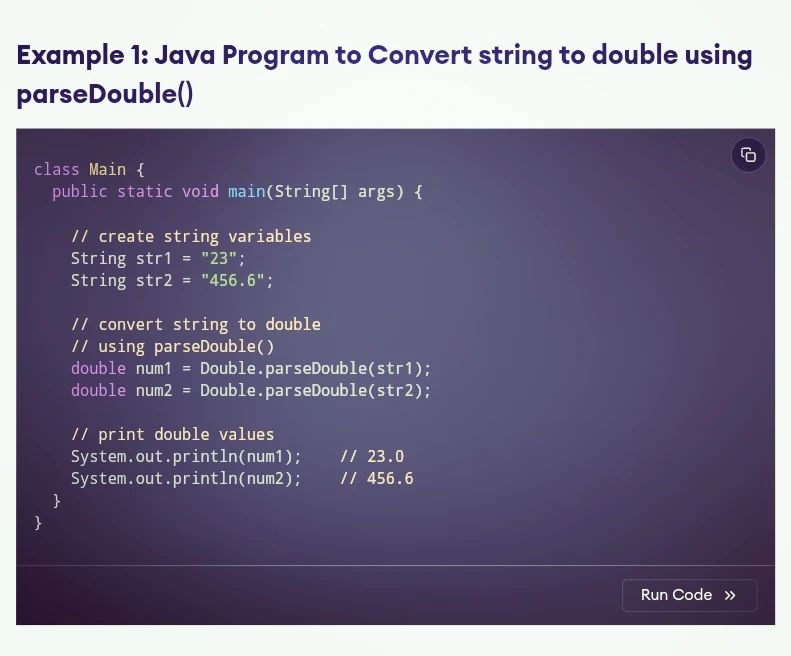 Example 1: Java Program to Convert string to double using
parseDouble()
class Main {
  public static void main(String[] args) {

    // create string variables
    String str1 = "23";
    String str2 = "456.6";

    // convert string to double
    // using parseDouble()
    double num1 = Double.parseDouble(str1);
    double num2 = Double.parseDouble(str2);

    // print double values
    System.out.println(num1);    // 23.0
    System.out.println(num2);    // 456.6
  }
}
Run Code »